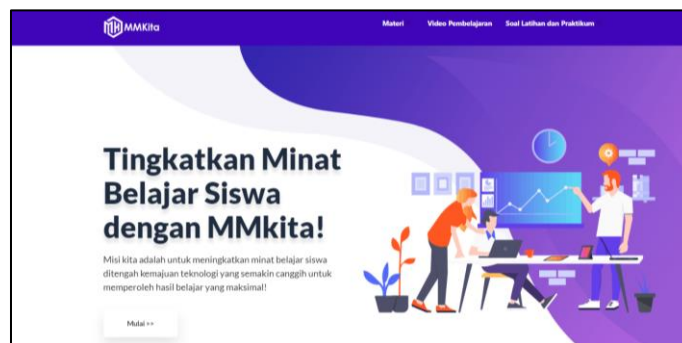 MMKita
Materi Video Pembelajaran Soal Latihan dan Praktikum
Tingkatkan Minat
Belajar Siswa
dengan MMkita!
Misi kita adalah untuk meningkatkan minat belajar siswa
ditengah kemajuan teknologi yang semakin canggih untuk
memperoleh hasil belajar yang maksimal!
Mulai >>